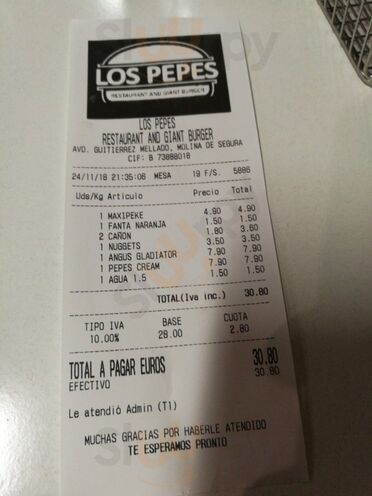 LOS PEPES
RESTAURANT AND GIANT BURGER
LOS PEPES
RESTAURANT AND GIANT BURGER
AVD. GUITIERREZ MELLADO, MOLINA DE SEGURA
CIF: B 73888018
24/11/18 21:35:08 MESA 19 F/S. 5886
Uds/Kg Artículo Precio Total
1 MAXIPEKE 4.90 4.90
1 FANTA NARANJA 1.50 1.50
2 CAÑON 1.80 3.60
1 NUGGETS 3.50 3.50
1 ANGUS GLADIATOR 7.90 7.90
1 PEPES CREAM 7.90 7.90
1 AGUA 1.5 1.50 1.50
TOTAL(Iva inc.) 30.80
TIPO IVA BASE CUOTA
10.00% 28.00 2.80
TOTAL A PAGAR EUROS 30.80
EFECTIVO 30.80
Le atendió Admin (T1)
MUCHAS GRACIAS POR HABERLE ATENDIDO
TE ESPERAMOS PRONTO